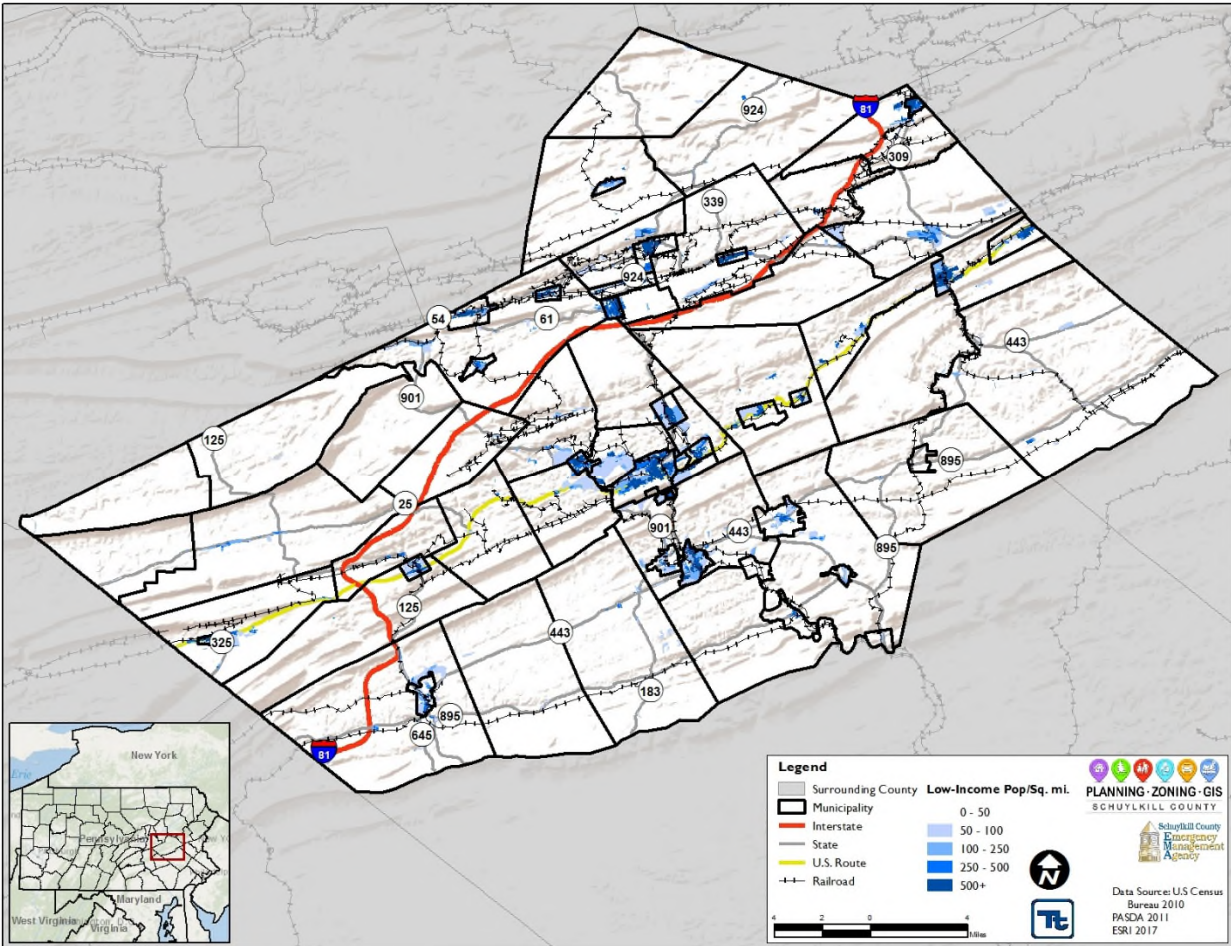 924
81
309
339
924
54
61
443
901
125
895
25
901
443
895
125
325
443
183
895
645
81
New York
Erie
Pennsylvania
Maryland
West Virginia
Virginia
Legend
Surrounding County
Municipality
Interstate
State
U.S. Route
Railroad
Low-Income Pop/Sq. mi.
0 - 50
50 - 100
100 - 250
250 - 500
500+
4 2 0 4
Miles
N
Tt
PLANNING · ZONING · GIS
SCHUYLKILL COUNTY
Schuylkill County
Emergency
Management
Agency
Data Source: U.S Census
Bureau 2010
PASDA 2011
ESRI 2017